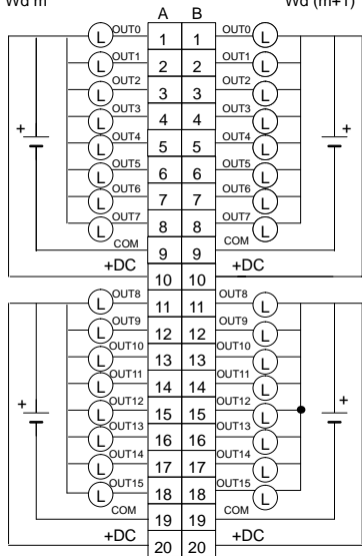 Wd m Wd (m+1)
A B
L OUT0 1 1 OUT0 L
L OUT1 2 2 OUT1 L
L OUT2 3 3 OUT2 L
L OUT3 4 4 OUT3 L
+ L OUT4 5 5 OUT4 L +
L OUT5 6 6 OUT5 L
L OUT6 7 7 OUT6 L
L OUT7 8 8 OUT7 L
COM 9 9 COM
+DC 10 10 +DC
L OUT8 11 11 OUT8 L
L OUT9 12 12 OUT9 L
L OUT10 13 13 OUT10 L
L OUT11 14 14 OUT11 L
+ L OUT12 15 15 OUT12 L +
L OUT13 16 16 OUT13 L
L OUT14 17 17 OUT14 L
L OUT15 18 18 OUT15 L
COM 19 19 COM
+DC 20 20 +DC